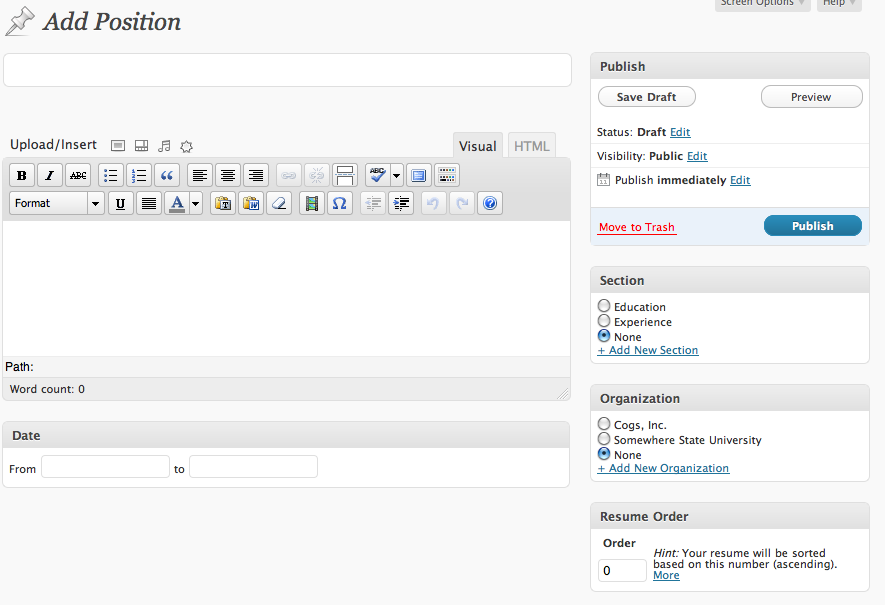 Screen Options
Help
Add Position
Upload/Insert
Visual
HTML
B I ABC
ABC
Format
U
A
T
W
Ω
?
Path:
Word count: 0
Date
From
to
Publish
Save Draft
Preview
Status: Draft Edit
Visibility: Public Edit
Publish immediately Edit
Move to Trash
Publish
Section
Education
Experience
None
+ Add New Section
Organization
Cogs, Inc.
Somewhere State University
None
+ Add New Organization
Resume Order
Order
0
Hint: Your resume will be sorted
based on this number (ascending).
More